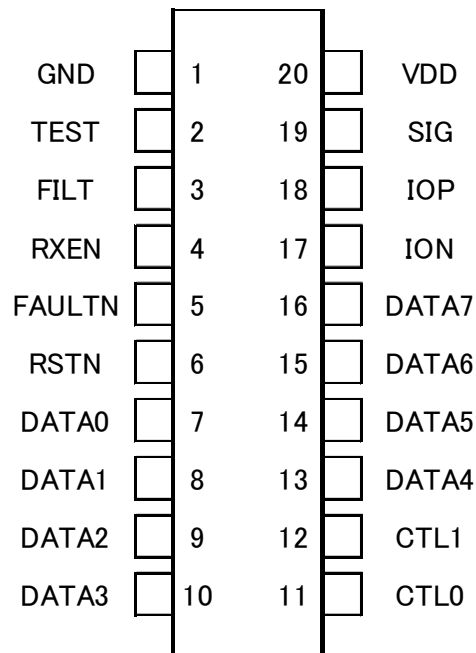 GND 1 20 VDD
TEST 2 19 SIG
FILT 3 18 IOP
RXEN 4 17 ION
FAULTN 5 16 DATA7
RSTN 6 15 DATA6
DATA0 7 14 DATA5
DATA1 8 13 DATA4
DATA2 9 12 CTL1
DATA3 10 11 CTL0